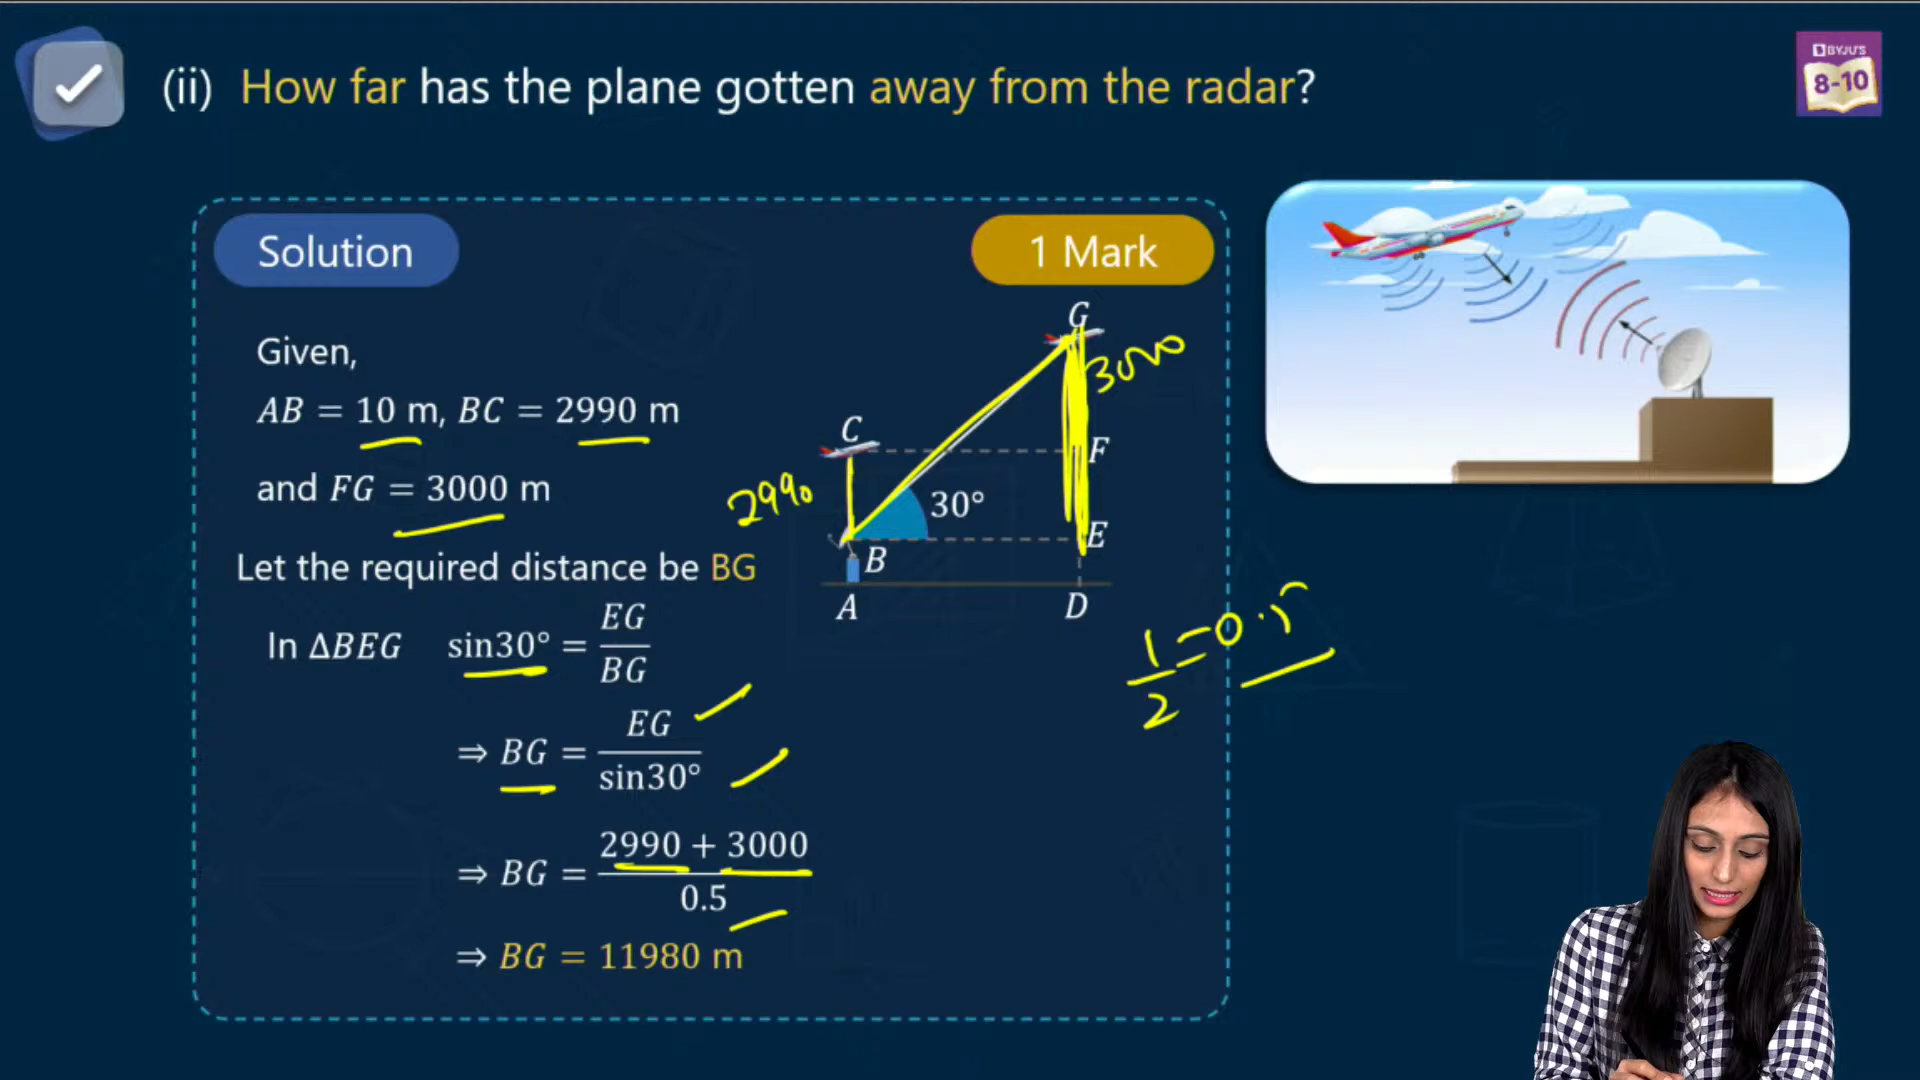 (ii) How far has the plane gotten away from the radar?
BYJU'S
8-10
Solution
1 Mark
Given,
AB = 10 m, BC = 2990 m
and FG = 3000 m
Let the required distance be BG
In ΔBEG sin30° = EG/BG
⇒ BG = EG/sin30°
⇒ BG = (2990 + 3000)/0.5
⇒ BG = 11980 m
G
3000
C
F
2990
30°
E
B
A
D
1/2 = 0.5